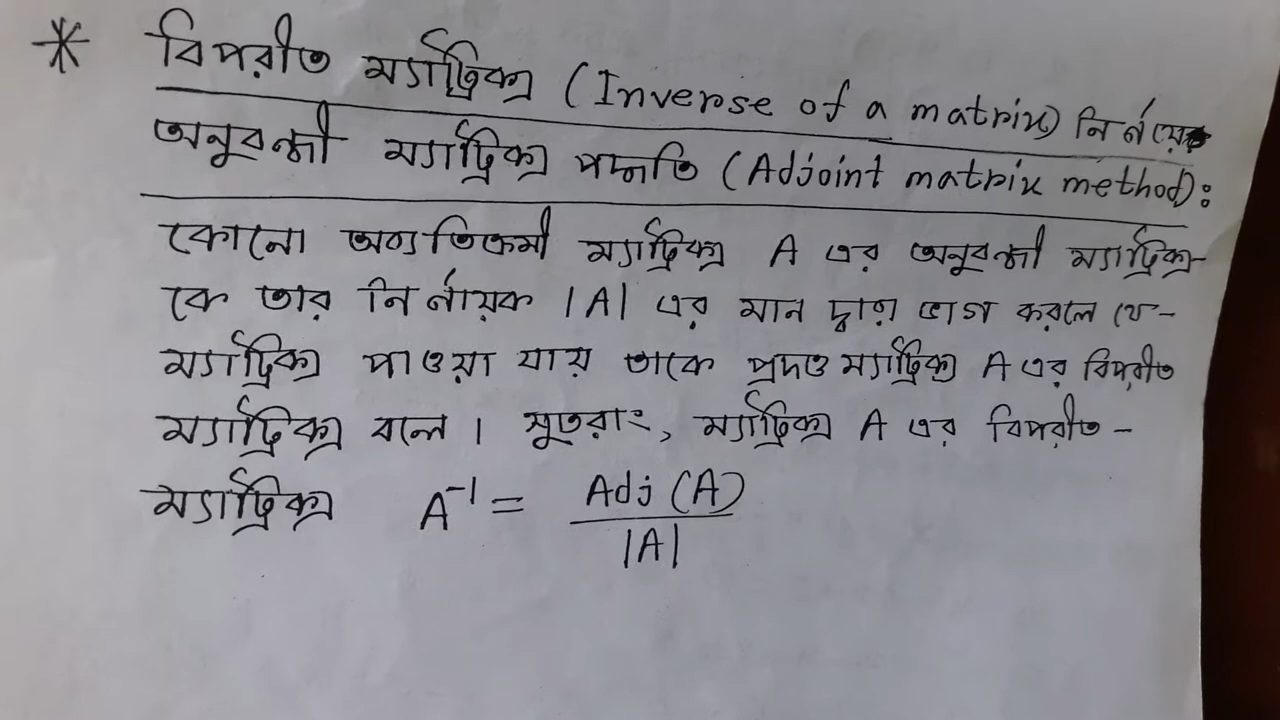 * বিপরীত ম্যাট্রিক্স (Inverse of a matrix) নির্ণয়ের
অনুবন্ধী ম্যাট্রিক্স পদ্ধতি (Adjoint matrix method):
কোনো অব্যতিক্রমী ম্যাট্রিক্স A এর অনুবন্ধী ম্যাট্রিক্স-
কে তার নির্ণায়ক |A| এর মান দ্বারা ভাগ করলে যে-
ম্যাট্রিক্স পাওয়া যায় তাকে প্রদত্ত ম্যাট্রিক্স A এর বিপরীত
ম্যাট্রিক্স বলে । সুতরাং, ম্যাট্রিক্স A এর বিপরীত -
ম্যাট্রিক্স A⁻¹ = Adj (A) / |A|